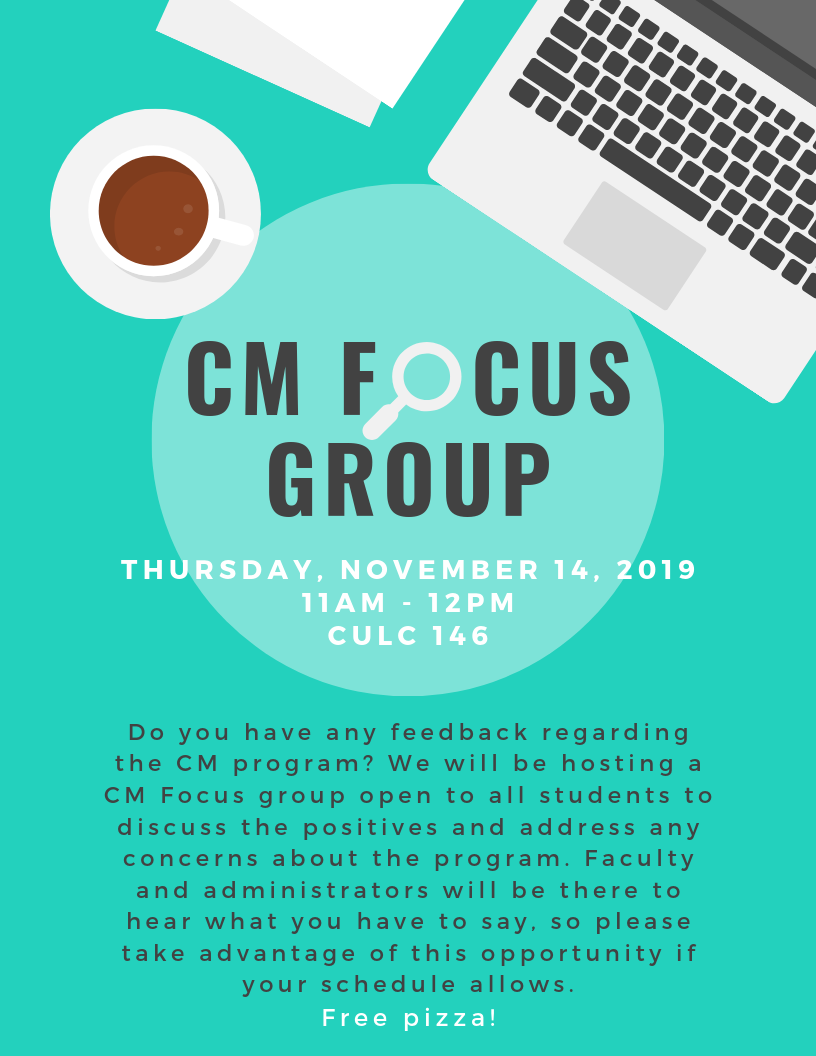 CM FOCUS
GROUP
THURSDAY, NOVEMBER 14, 2019
11AM - 12PM
CULC 146
Do you have any feedback regarding
the CM program? We will be hosting a
CM Focus group open to all students to
discuss the positives and address any
concerns about the program. Faculty
and administrators will be there to
hear what you have to say, so please
take advantage of this opportunity if
your schedule allows.
Free pizza!